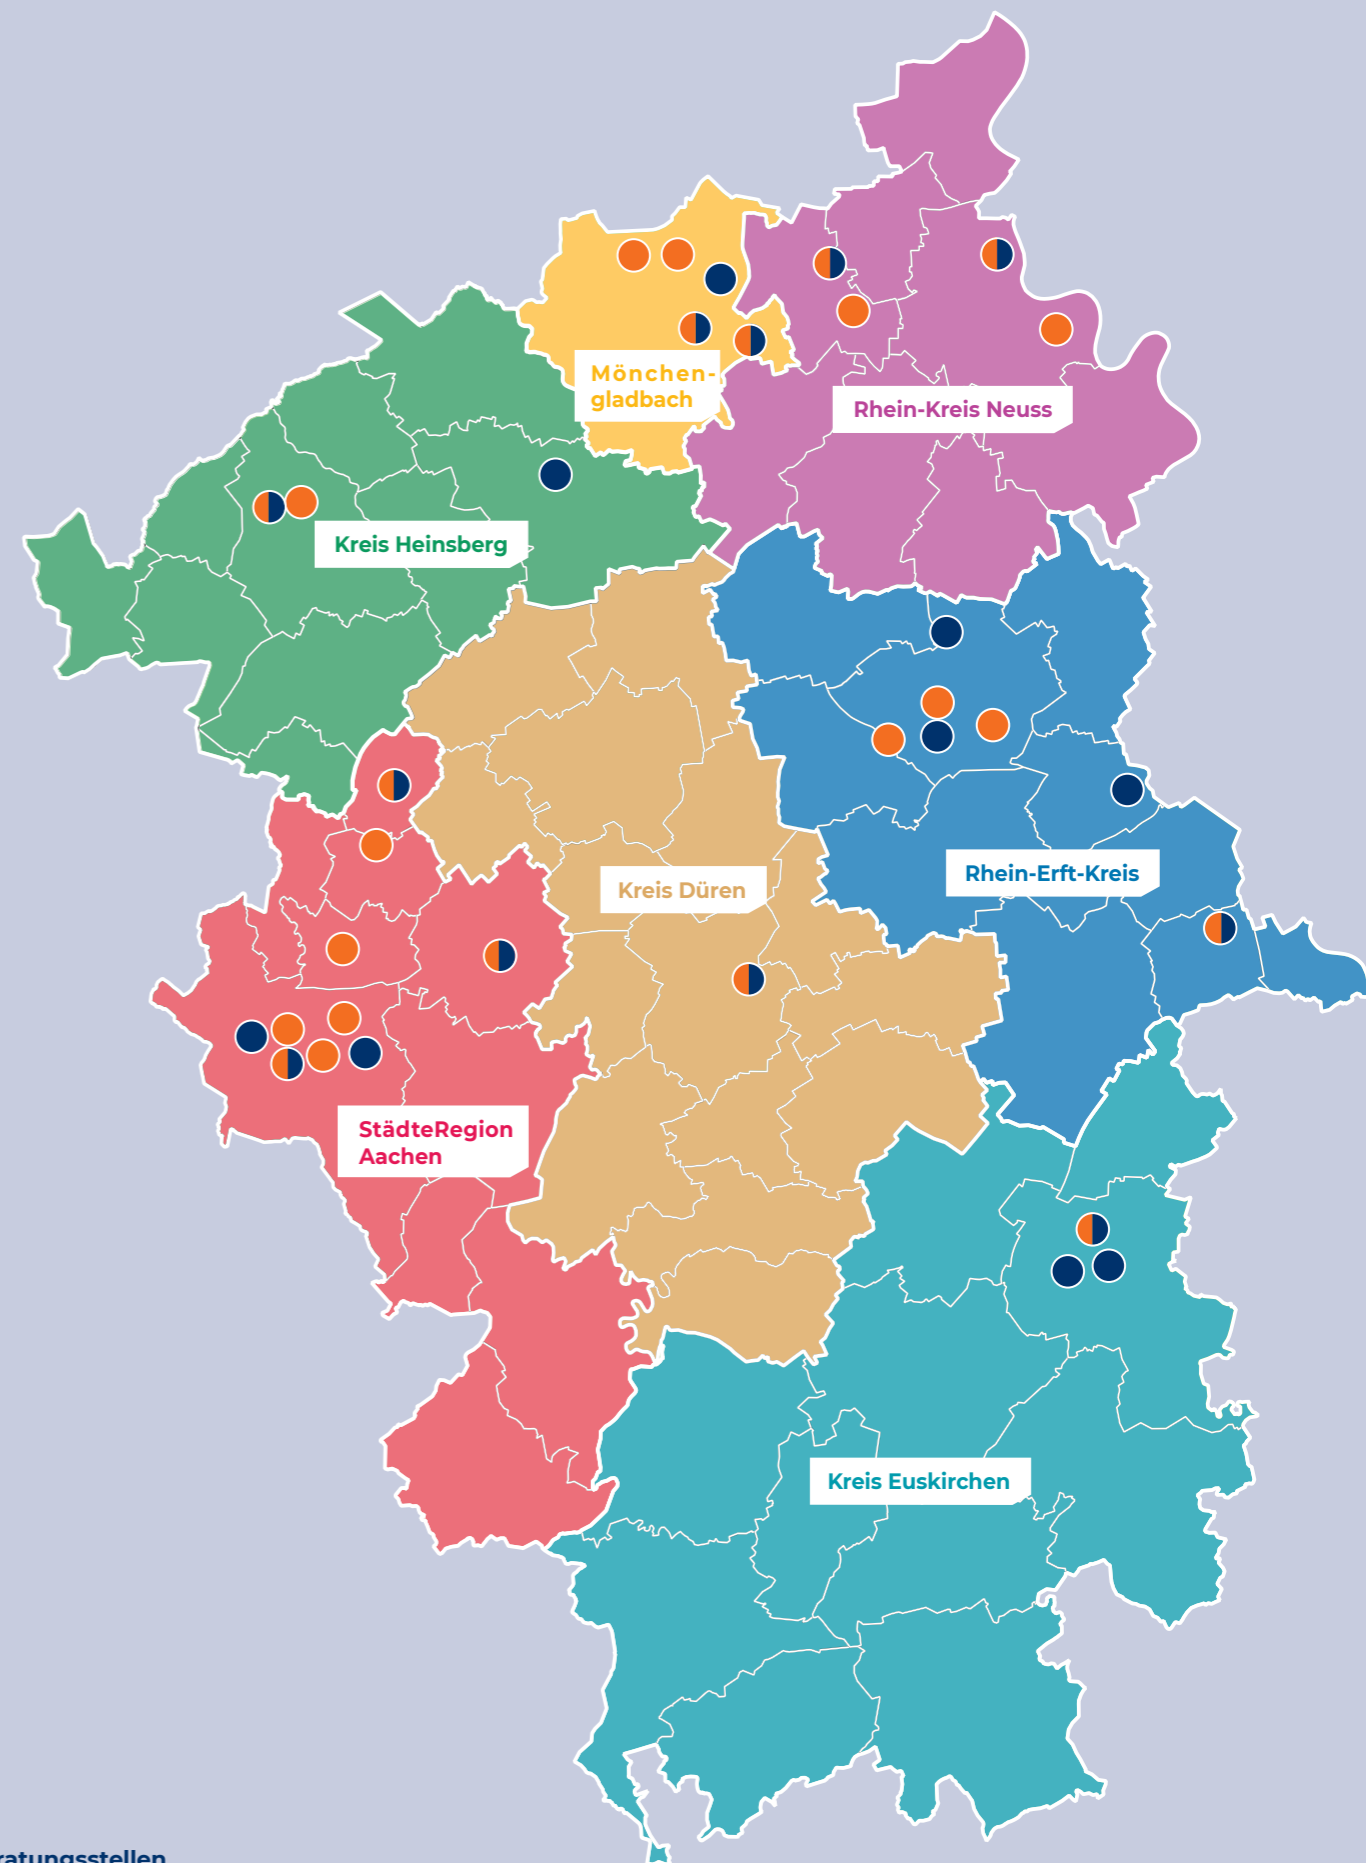 Mönchen-
gladbach
Rhein-Kreis Neuss
Kreis Heinsberg
Rhein-Erft-Kreis
Kreis Düren
StädteRegion
Aachen
Kreis Euskirchen